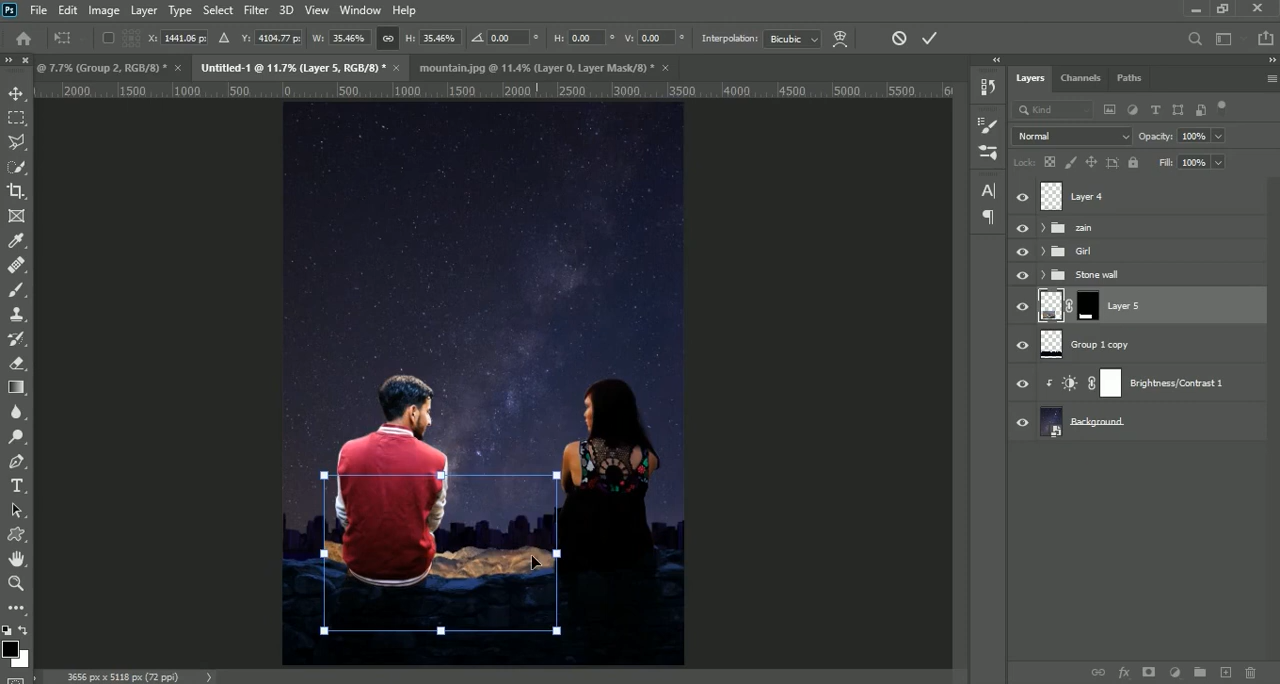 Ps File Edit Image Layer Type Select Filter 3D View Window Help
X: 1441.06 p: Y: 4104.77 p: W: 35.46% H: 35.46% 0.00 ° H: 0.00 ° V: 0.00 ° Interpolation: Bicubic
@ 7.7% (Group 2, RGB/8) * × Untitled-1 @ 11.7% (Layer 5, RGB/8) * × mountain.jpg @ 11.4% (Layer 0, Layer Mask/8) * ×
2000 1500 1000 500 0 500 1000 1500 2000 2500 3000 3500 4000 4500 5000 5500
Layers Channels Paths
Kind
Normal Opacity: 100%
Lock: Fill: 100%
Layer 4
zain
Girl
Stone wall
Layer 5
Group 1 copy
Brightness/Contrast 1
Background
3656 px x 5118 px (72 ppi)